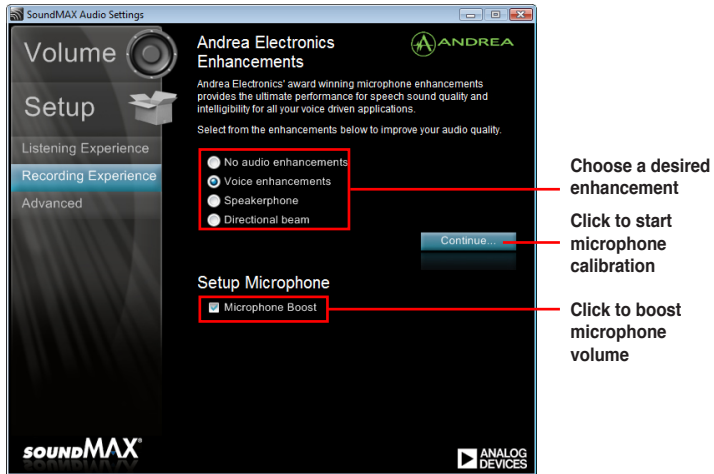 SoundMAX Audio Settings
Volume
Setup
Listening Experience
Recording Experience
Advanced
Andrea Electronics
Enhancements
ANDREA
Andrea Electronics' award winning microphone enhancements
provides the ultimate performance for speech sound quality and
intelligibility for all your voice driven applications.
Select from the enhancements below to improve your audio quality.
No audio enhancements
Voice enhancements
Speakerphone
Directional beam
Continue...
Setup Microphone
Microphone Boost
Choose a desired
enhancement
Click to start
microphone
calibration
Click to boost
microphone
volume
SOUNDMAX®
ANALOG
DEVICES